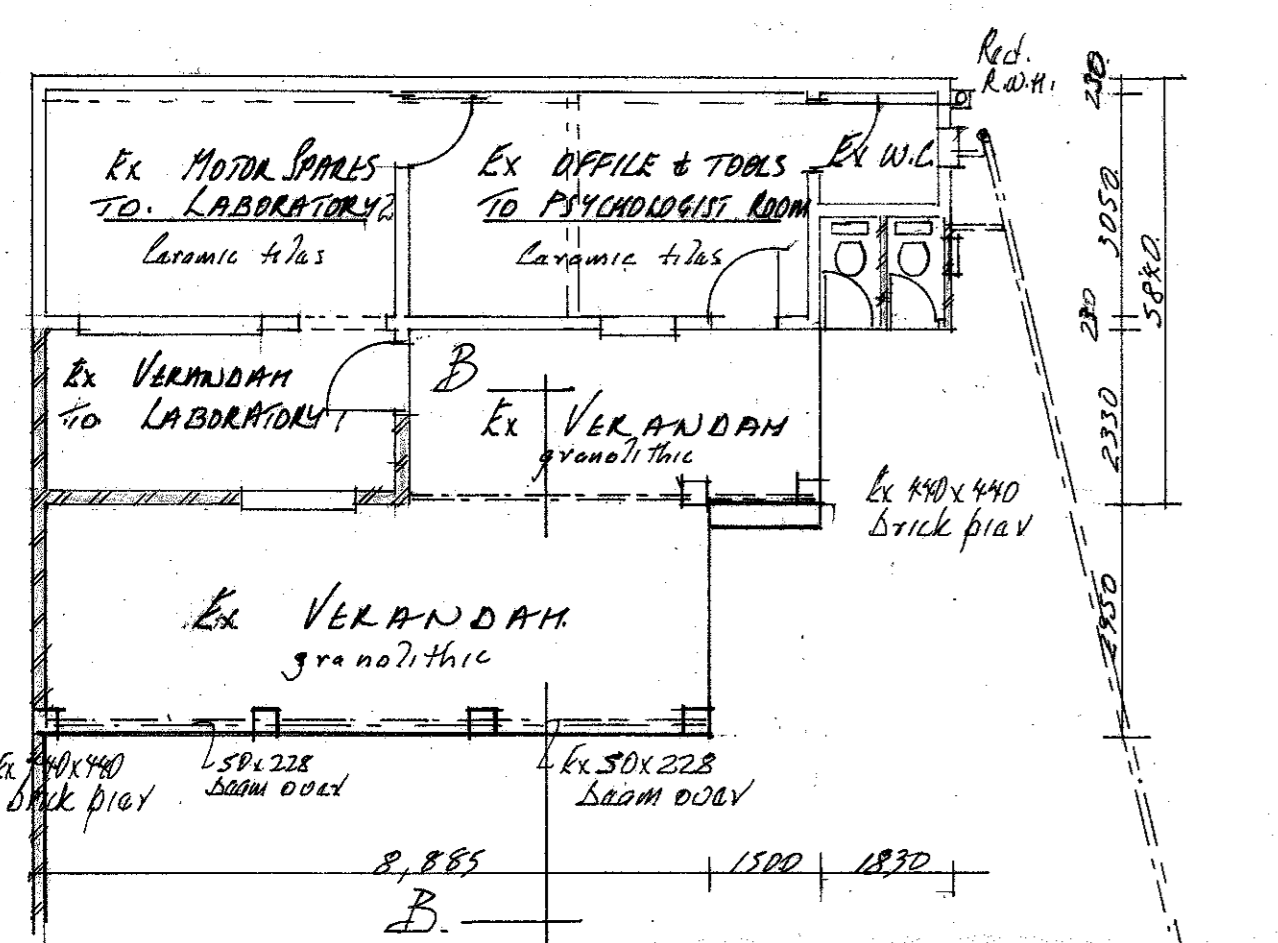 Red.
R.W.H.
Ex MOTOR SPARES
TO. LABORATORY 2
Ceramic tiles
Ex OFFICE & TOOLS
TO PSYCHOLOGIST ROOM
Ceramic tiles
Ex W.C.
230
3050
230
5840
2330
2950
Ex VERANDAH
TO LABORATORY 1
B
Ex VERANDAH
granolithic
Ex 440x440
brick pier
Ex VERANDAH
granolithic
Ex 440x440
brick pier
50x228
beam over
Ex 50x228
beam over
8,885
1500
1830
B.